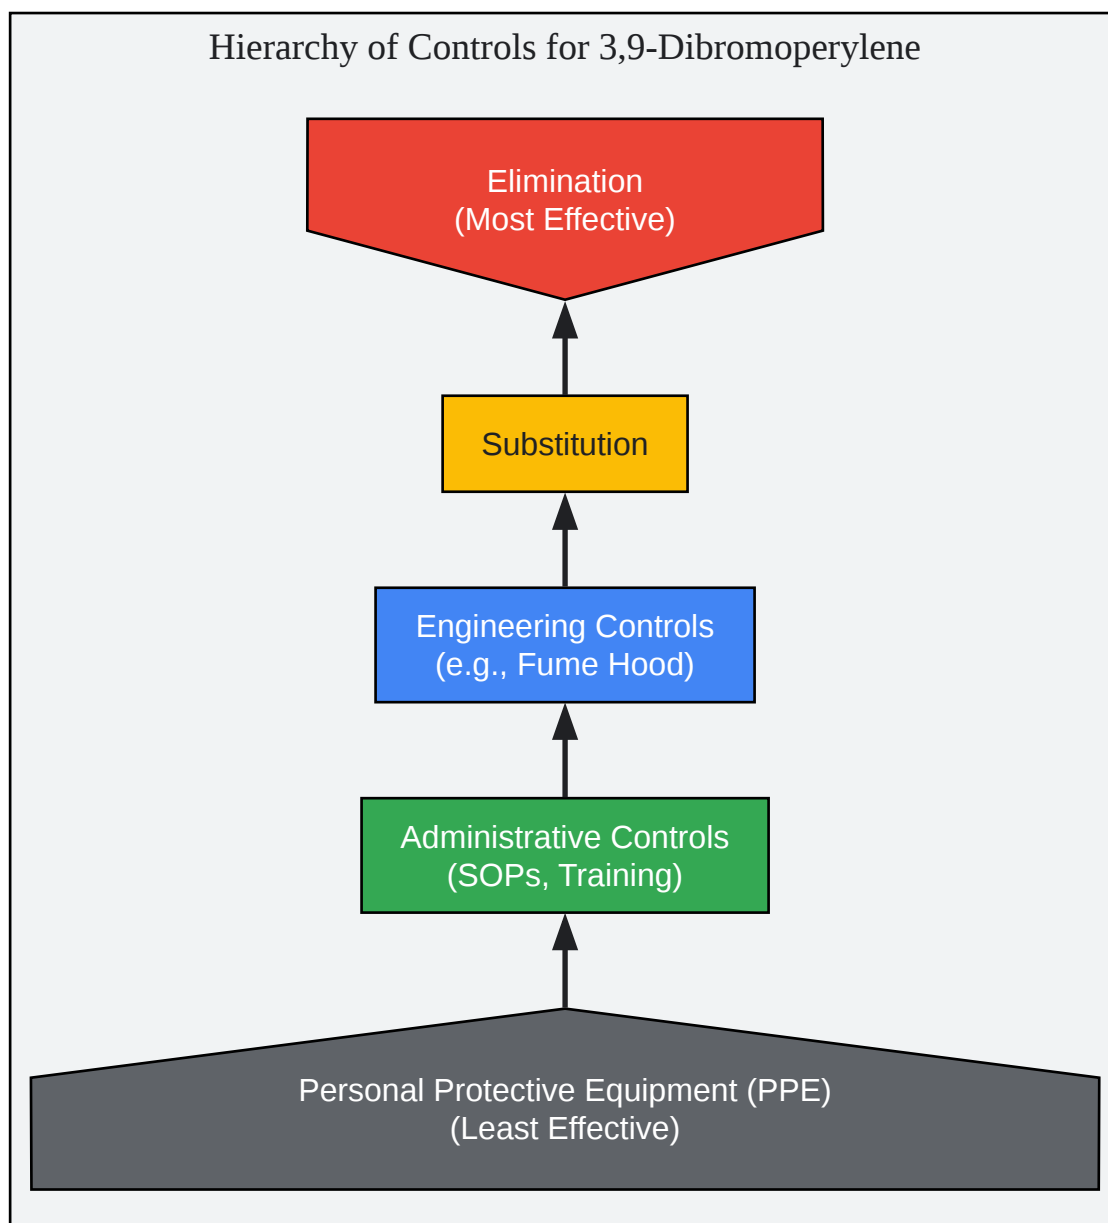 Hierarchy of Controls for 3,9-Dibromoperylene
Elimination
(Most Effective)
Substitution
Engineering Controls
(e.g., Fume Hood)
Administrative Controls
(SOPs, Training)
Personal Protective Equipment (PPE)
(Least Effective)